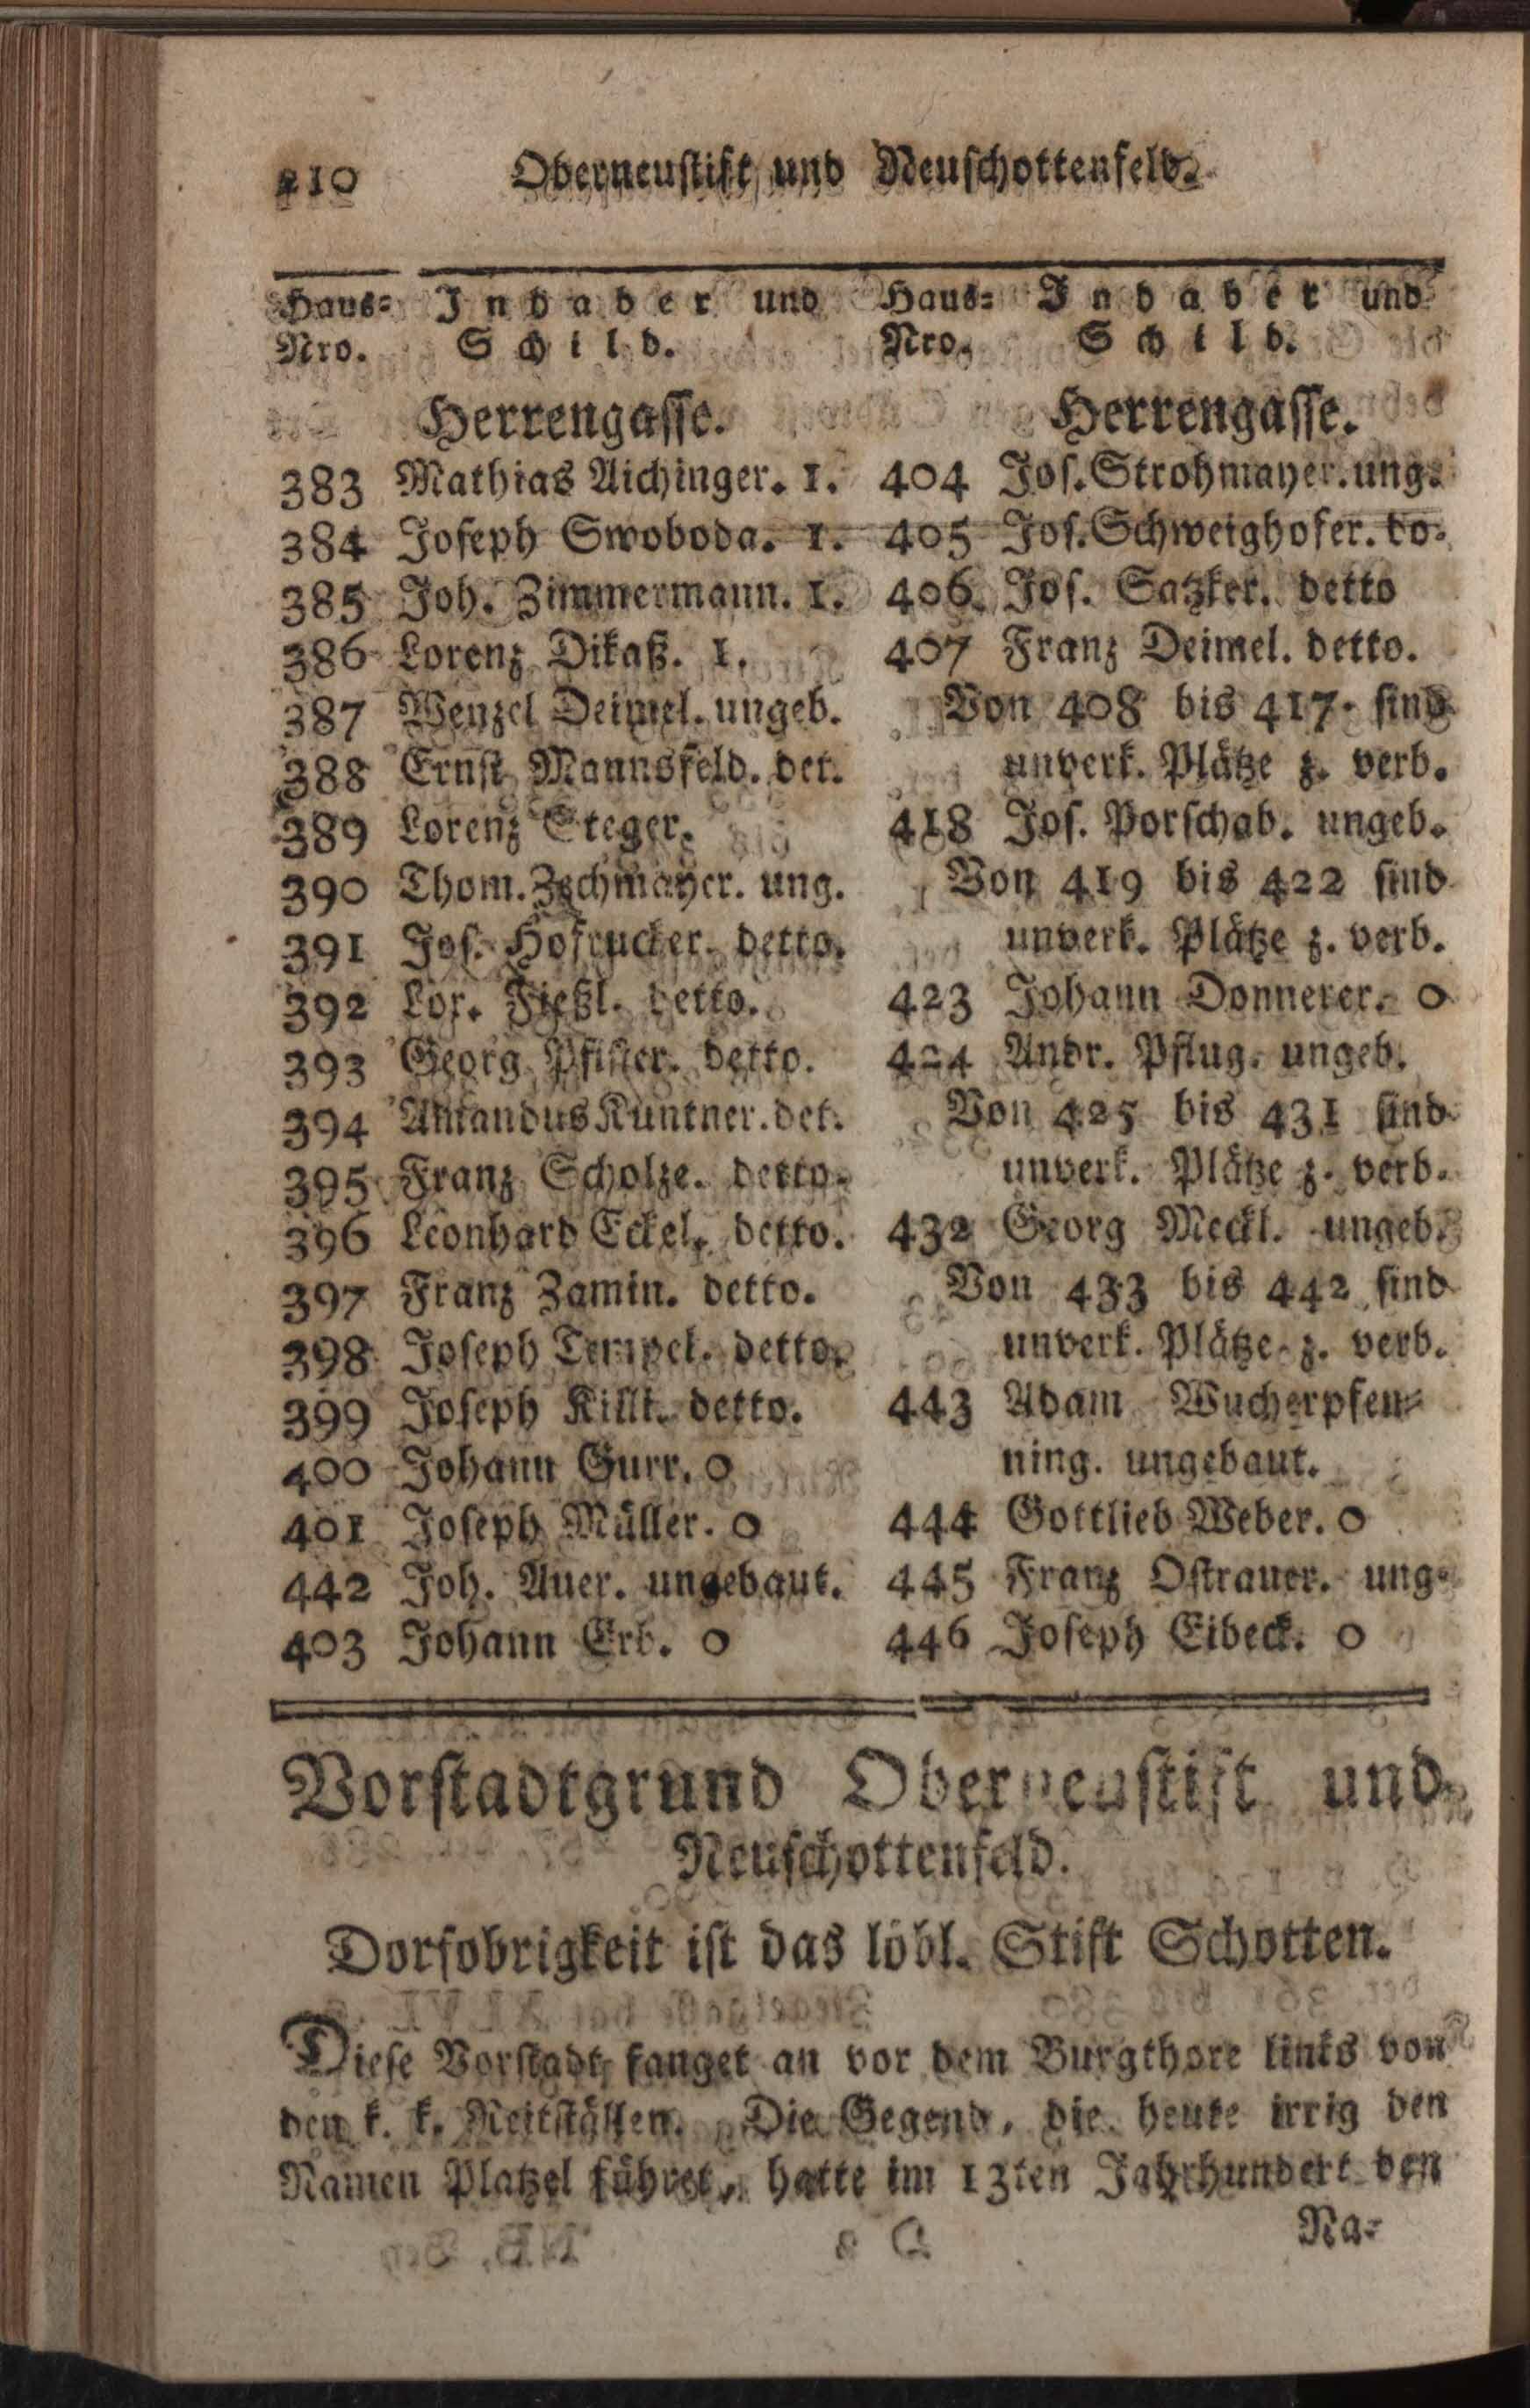 210 Oberneustift und Neuschottenfeld.
Haus= Inhaber und
Nro. Schild.
Herrengasse.
383 Mathias Aichinger. 1.
384 Joseph Swoboda. 1.
385 Joh. Zimmermann. 1.
386 Lorenz Dikaß. 1.
387 Wenzel Deimel. ungeb.
388 Ernst Mannsfeld. det.
389 Lorenz Steger.
390 Thom. Zechmayer. ung.
391 Jos. Hofrucker. detto.
392 Lor. Fießl. detto.
393 Georg Pfister. detto.
394 Amandus Kuntner. det.
395 Franz Scholze. detto.
396 Leonhard Eckel. detto.
397 Franz Zamin. detto.
398 Joseph Tempel. detto.
399 Joseph Killt. detto.
400 Johann Gurr. o
401 Joseph Müller. o
442 Joh. Auer. ungebaut.
403 Johann Erb. o
Haus= Inhaber und
Nro. Schild.
Herrengasse.
404 Jos. Strohmayer. ung.
405 Jos. Schweighofer. do.
406 Jos. Satzker. detto
407 Franz Deimel. detto.
Von 408 bis 417. sind
unverk. Plätze z. verb.
418 Jos. Porschab. ungeb.
Von 419 bis 422 sind
unverk. Plätze z. verb.
423 Johann Donnerer. o
424 Andr. Pflug. ungeb.
Von 425 bis 431 sind
unverk. Plätze z. verb.
432 Georg Meckl. ungeb.
Von 433 bis 442 sind
unverk. Plätze z. verb.
443 Adam Wucherpfen=
ning. ungebaut.
444 Gottlieb Weber. o
445 Franz Ostrauer. ung.
446 Joseph Eibeck. o
Vorstadtgrund Oberneustift und
Neuschottenfeld.
Dorfobrigkeit ist das löbl. Stift Schotten.
Diese Vorstadt fanget an vor dem Burgthore links von
den k. k. Reitställen. Die Gegend, die heute irrig den
Namen Platzel führet, hatte im 13ten Jahrhundert den
Na=